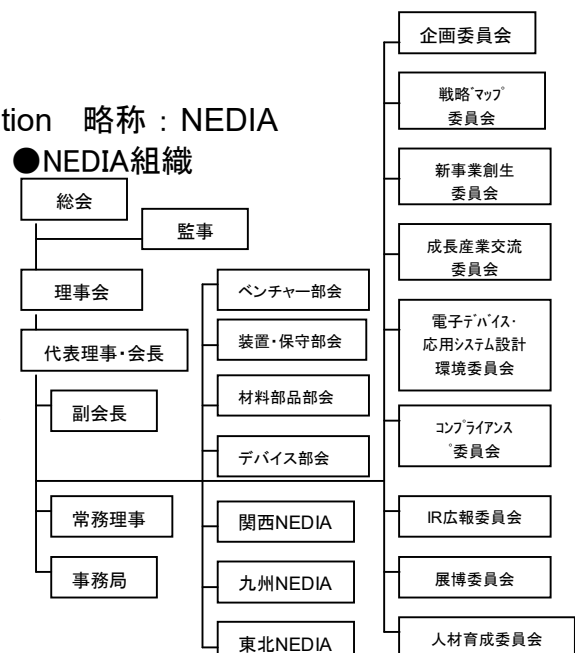 tion 略称：NEDIA
●NEDIA組織
総会
監事
理事会
代表理事・会長
副会長
常務理事
事務局
ベンチャー部会
装置・保守部会
材料部品部会
デバイス部会
関西NEDIA
九州NEDIA
東北NEDIA
企画委員会
戦略ﾞマップ
委員会
新事業創生
委員会
成長産業交流
委員会
電子ﾃﾞﾊﾞｲｽ・
応用ｼｽﾃﾑ設計
環境委員会
ｺﾝﾌﾟﾗｲｱﾝｽ
ﾟ委員会
IR広報委員会
展博委員会
人材育成委員会